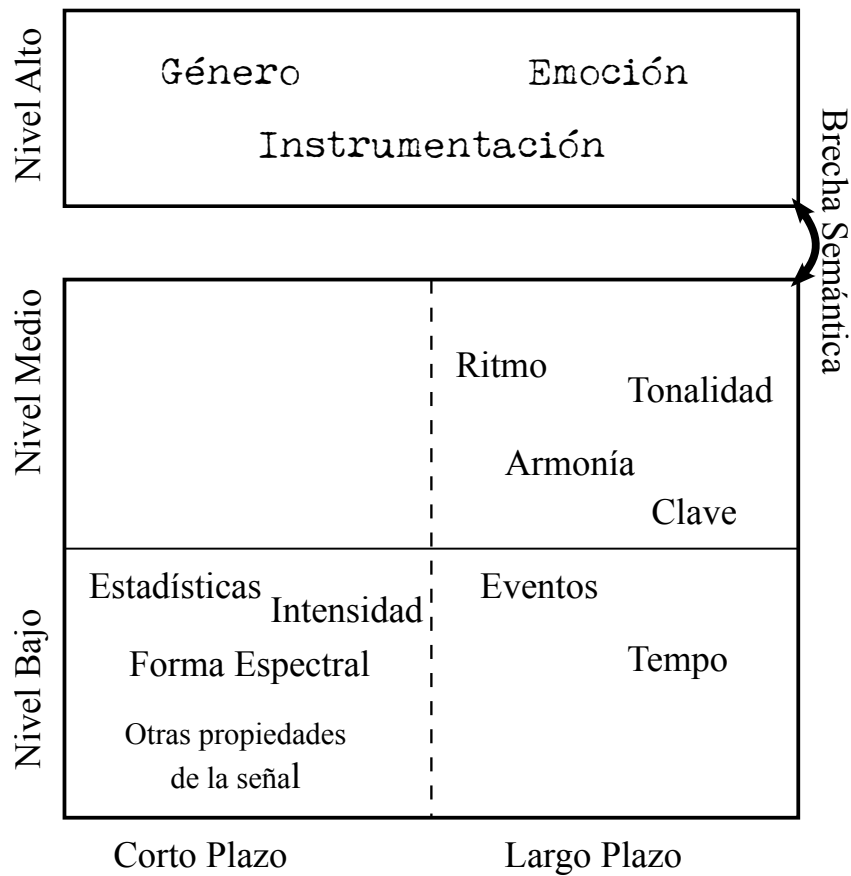 Nivel Alto
Género
Emoción
Instrumentación
Brecha Semántica
Nivel Medio
Ritmo
Tonalidad
Armonía
Clave
Nivel Bajo
Estadísticas
Intensidad
Forma Espectral
Otras propiedades
de la señal
Eventos
Tempo
Corto Plazo
Largo Plazo